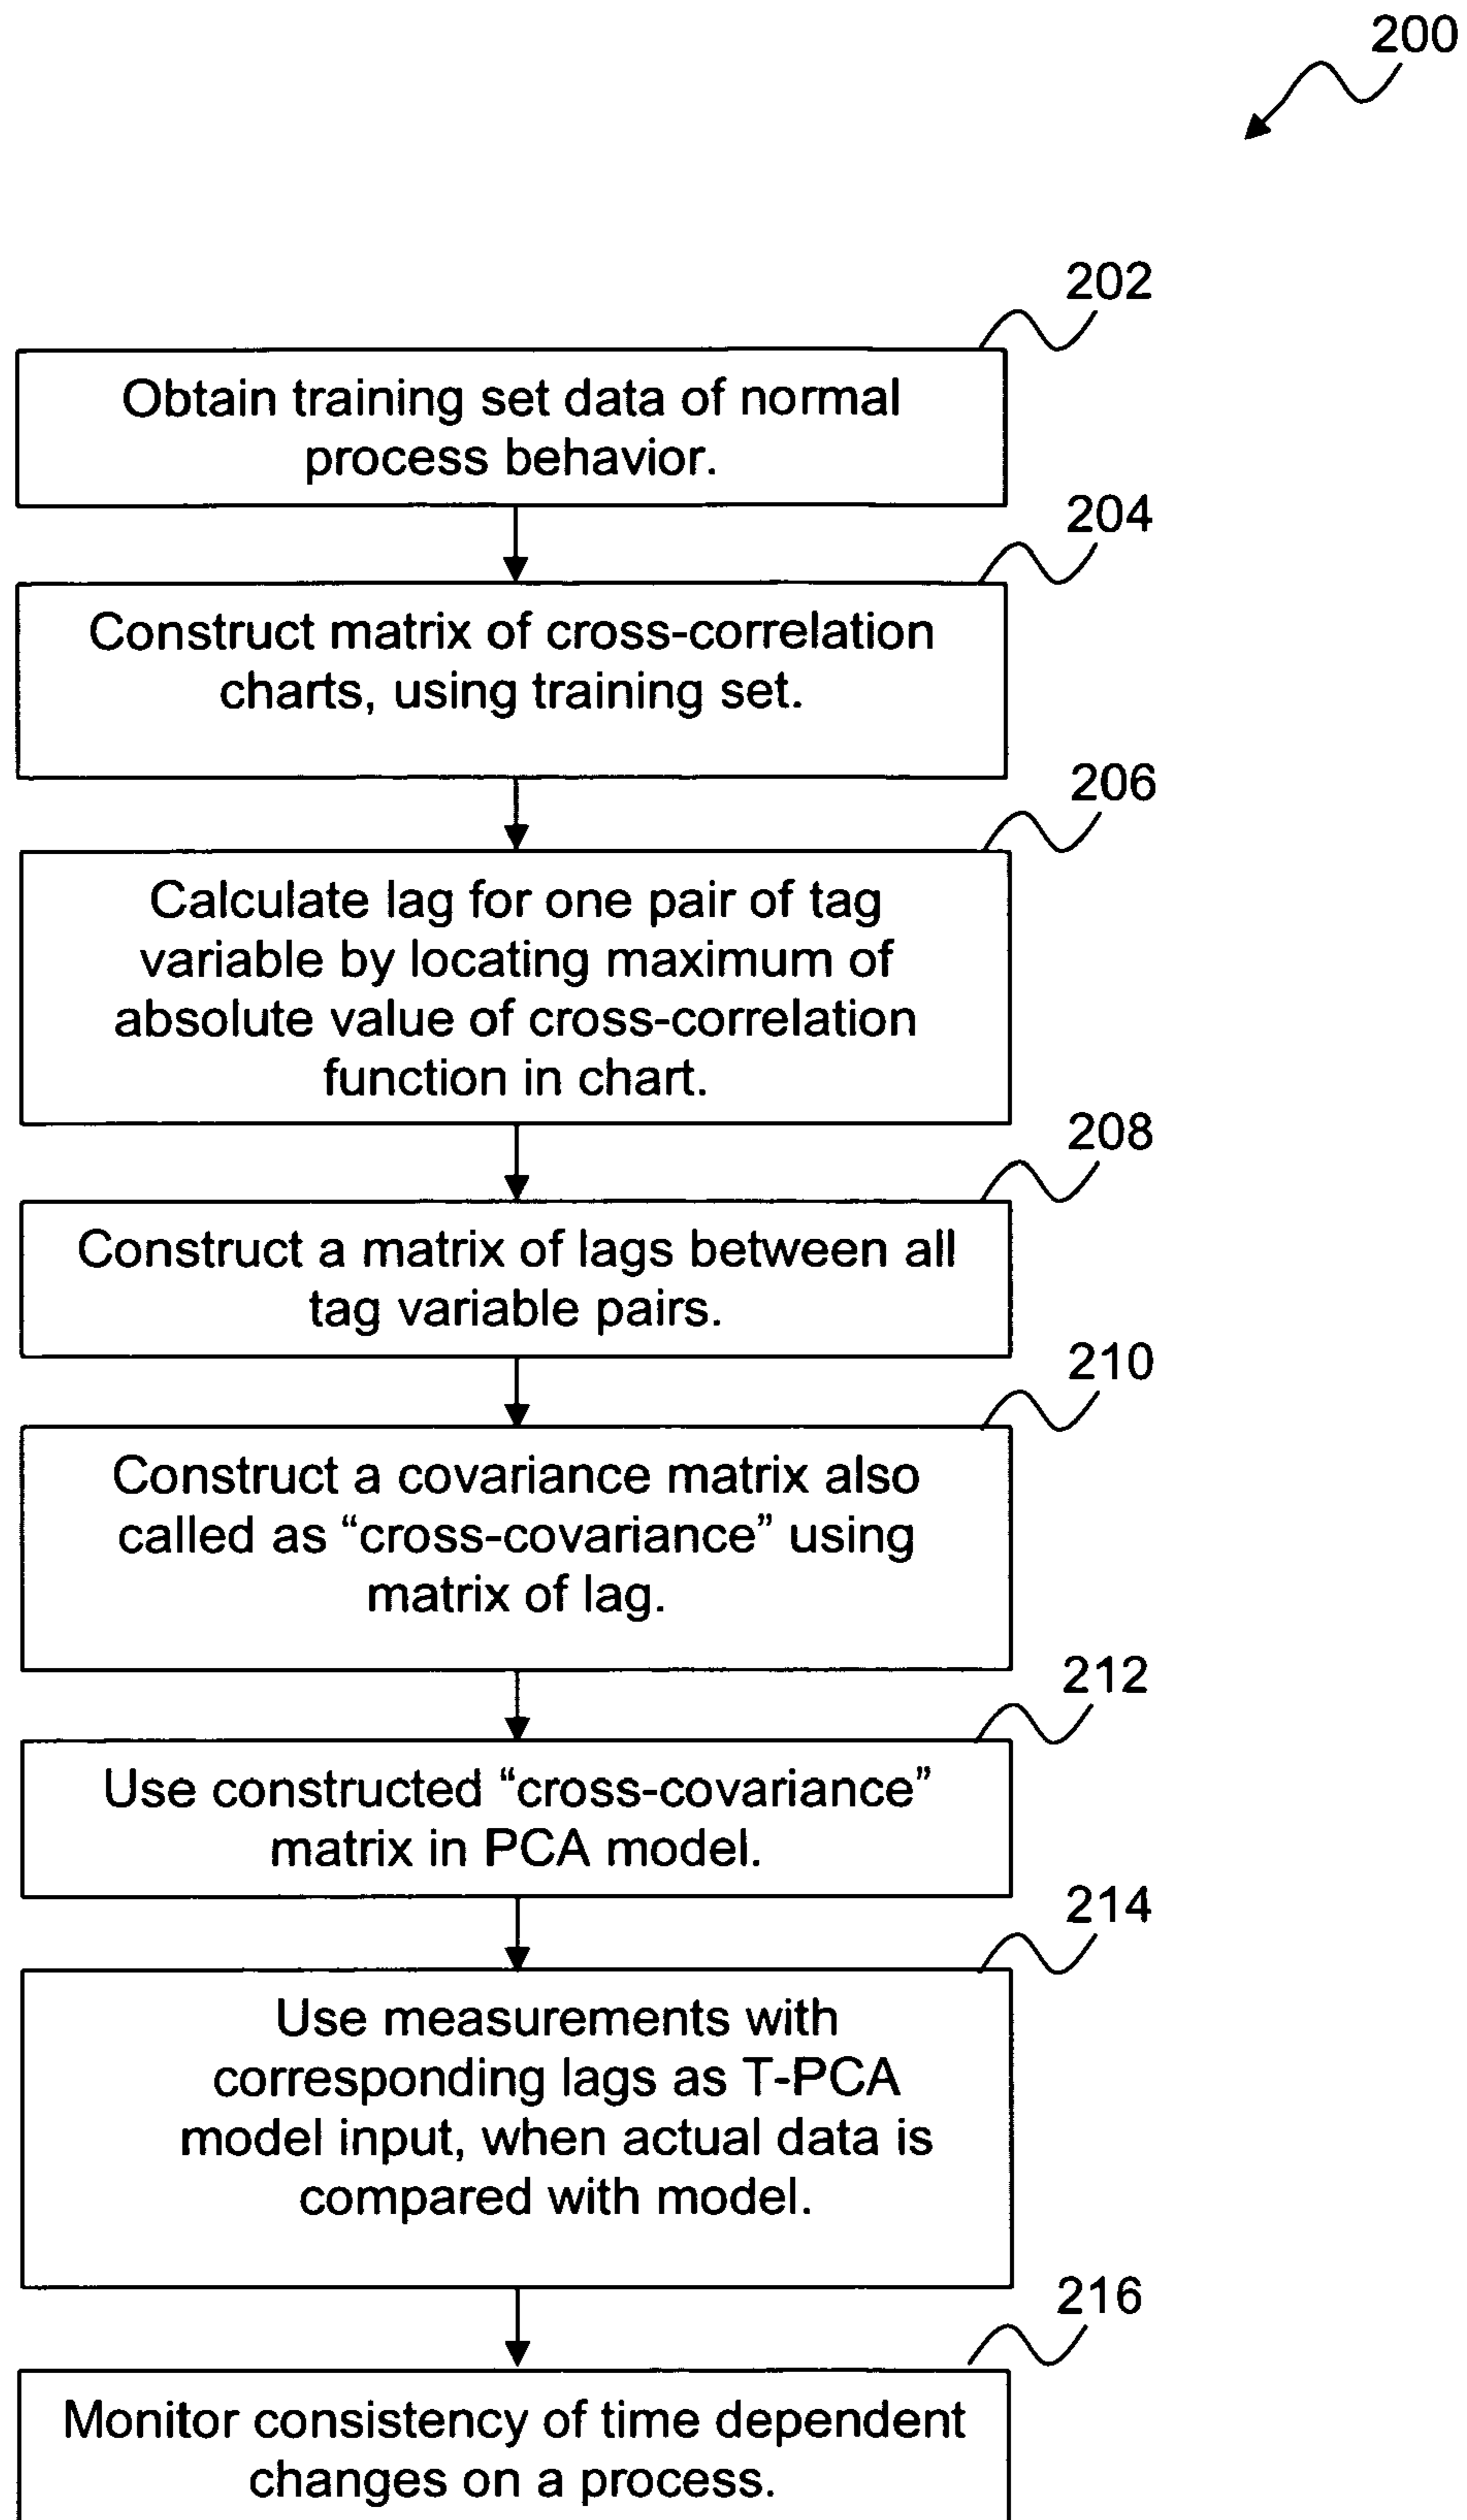 200
202
Obtain training set data of normal
process behavior.
204
Construct matrix of cross-correlation
charts, using training set.
206
Calculate lag for one pair of tag
variable by locating maximum of
absolute value of cross-correlation
function in chart.
208
Construct a matrix of lags between all
tag variable pairs.
210
Construct a covariance matrix also
called as “cross-covariance” using
matrix of lag.
212
Use constructed “cross-covariance”
matrix in PCA model.
214
Use measurements with
corresponding lags as T-PCA
model input, when actual data is
compared with model.
216
Monitor consistency of time dependent
changes on a process.